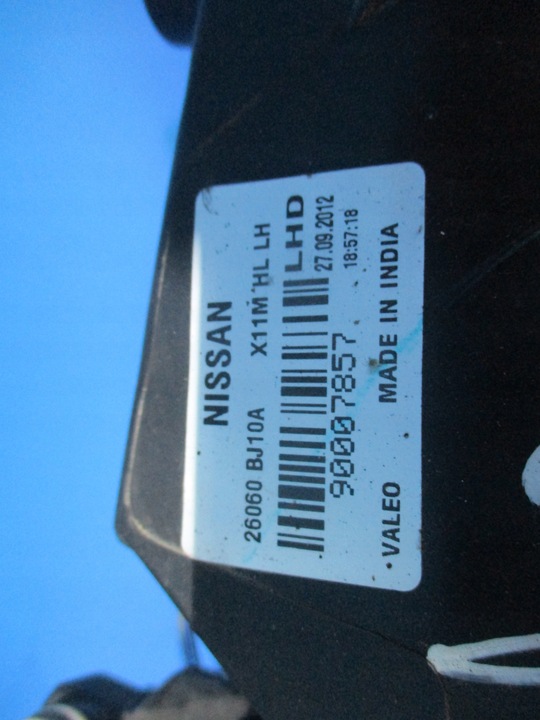 NISSAN
26060 BJ10A X11M HL LH
LHD
27.09.2012
90007857 18:57:18
VALEO MADE IN INDIA